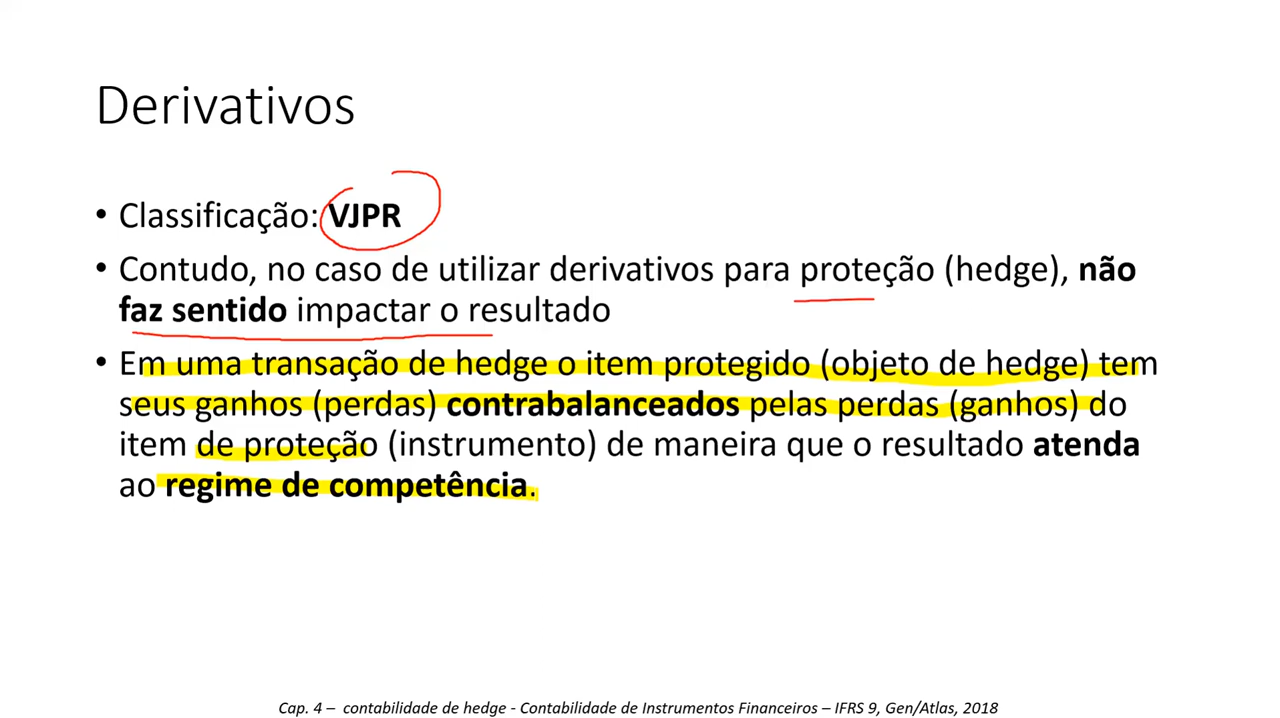 Derivativos
• Classificação: VJPR
• Contudo, no caso de utilizar derivativos para proteção (hedge), não
faz sentido impactar o resultado
• Em uma transação de hedge o item protegido (objeto de hedge) tem
seus ganhos (perdas) contrabalanceados pelas perdas (ganhos) do
item de proteção (instrumento) de maneira que o resultado atenda
ao regime de competência.
Cap. 4 – contabilidade de hedge - Contabilidade de Instrumentos Financeiros – IFRS 9, Gen/Atlas, 2018